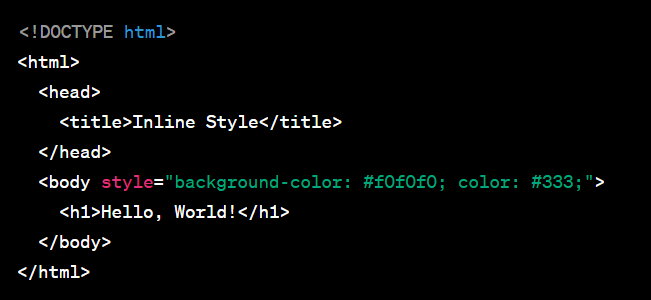 <!DOCTYPE html>
<html>
  <head>
    <title>Inline Style</title>
  </head>
  <body style="background-color: #f0f0f0; color: #333;">
    <h1>Hello, World!</h1>
  </body>
</html>